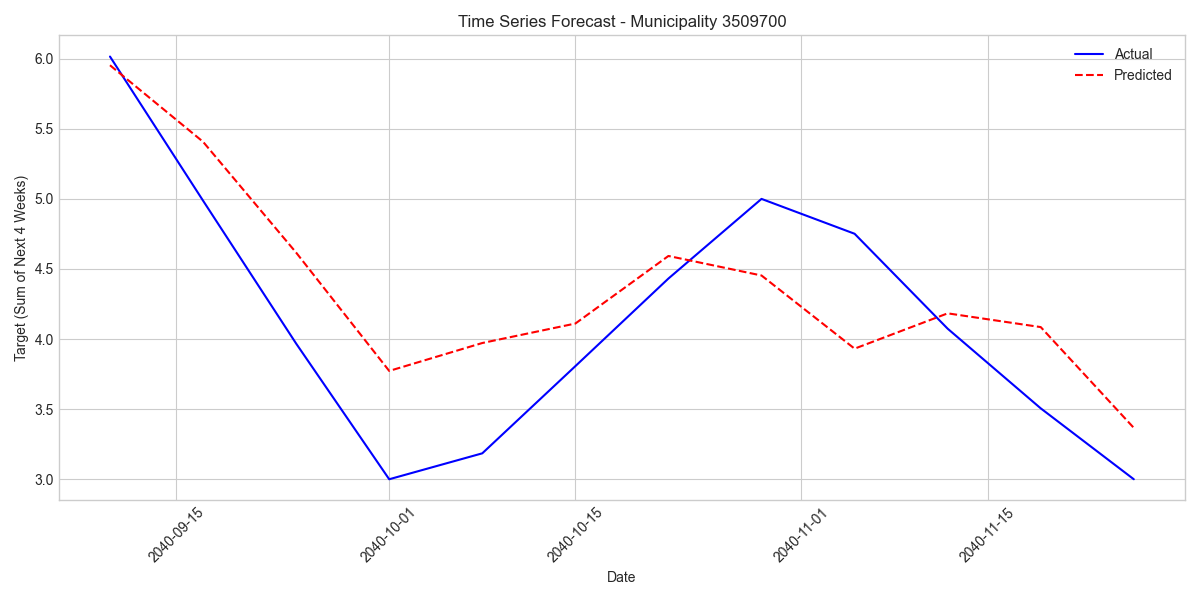 Time Series Forecast - Municipality 3509700
Actual
Predicted
Target (Sum of Next 4 Weeks)
6.0
5.5
5.0
4.5
4.0
3.5
3.0
2040-09-15
2040-10-01
2040-10-15
2040-11-01
2040-11-15
Date